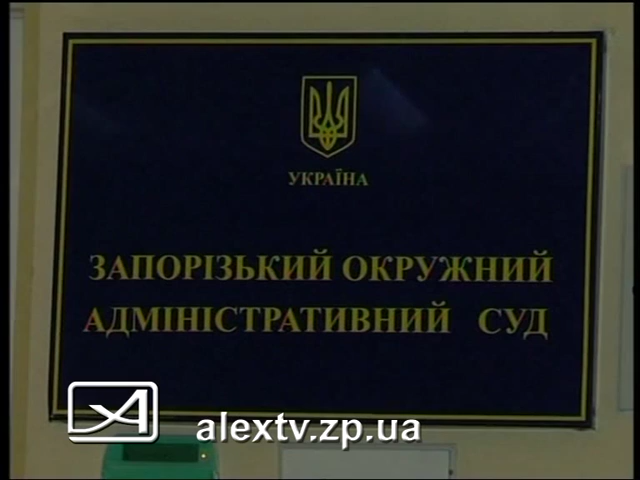 УКРАЇНА
ЗАПОРІЗЬКИЙ ОКРУЖНИЙ
АДМІНІСТРАТИВНИЙ СУД
alextv.zp.ua